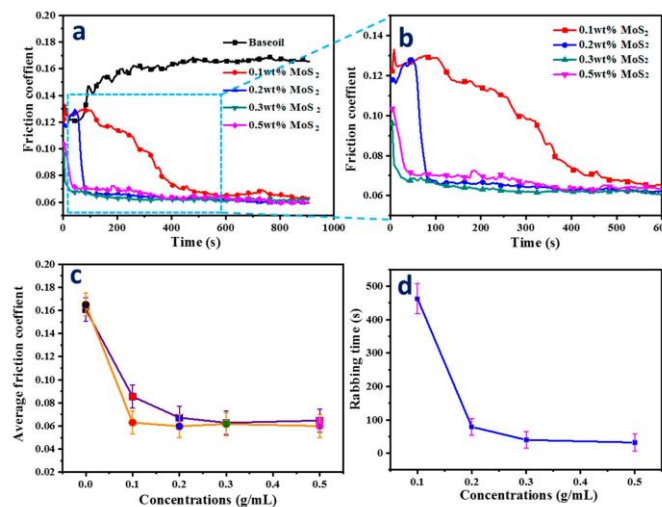 a
Baseoil
0.1wt% MoS2
0.2wt% MoS2
0.3wt% MoS2
0.5wt% MoS2
Friction coeffient
0.20
0.18
0.16
0.14
0.12
0.10
0.08
0.06
0 200 400 600 800 1000
Time (s)
b
0.1wt% MoS2
0.2wt% MoS2
0.3wt% MoS2
0.5wt% MoS2
Friction coeffient
0.14
0.12
0.10
0.08
0.06
0 100 200 300 400 500 600
Time (s)
c
Average friction coeffient
0.20
0.18
0.16
0.14
0.12
0.10
0.08
0.06
0.04
0.02
0.0 0.1 0.2 0.3 0.4 0.5
Concentrations (g/mL)
d
Rabbing time (s)
500
400
300
200
100
0
0.1 0.2 0.3 0.4 0.5
Concentrations (g/mL)